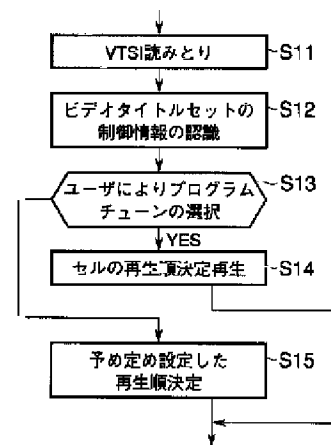 VTSI読みとり
S11
ビデオタイトルセットの
制御情報の認識
S12
ユーザによりプログラム
チェーンの選択
S13
YES
セルの再生順決定再生
S14
予め定め設定した
再生順決定
S15